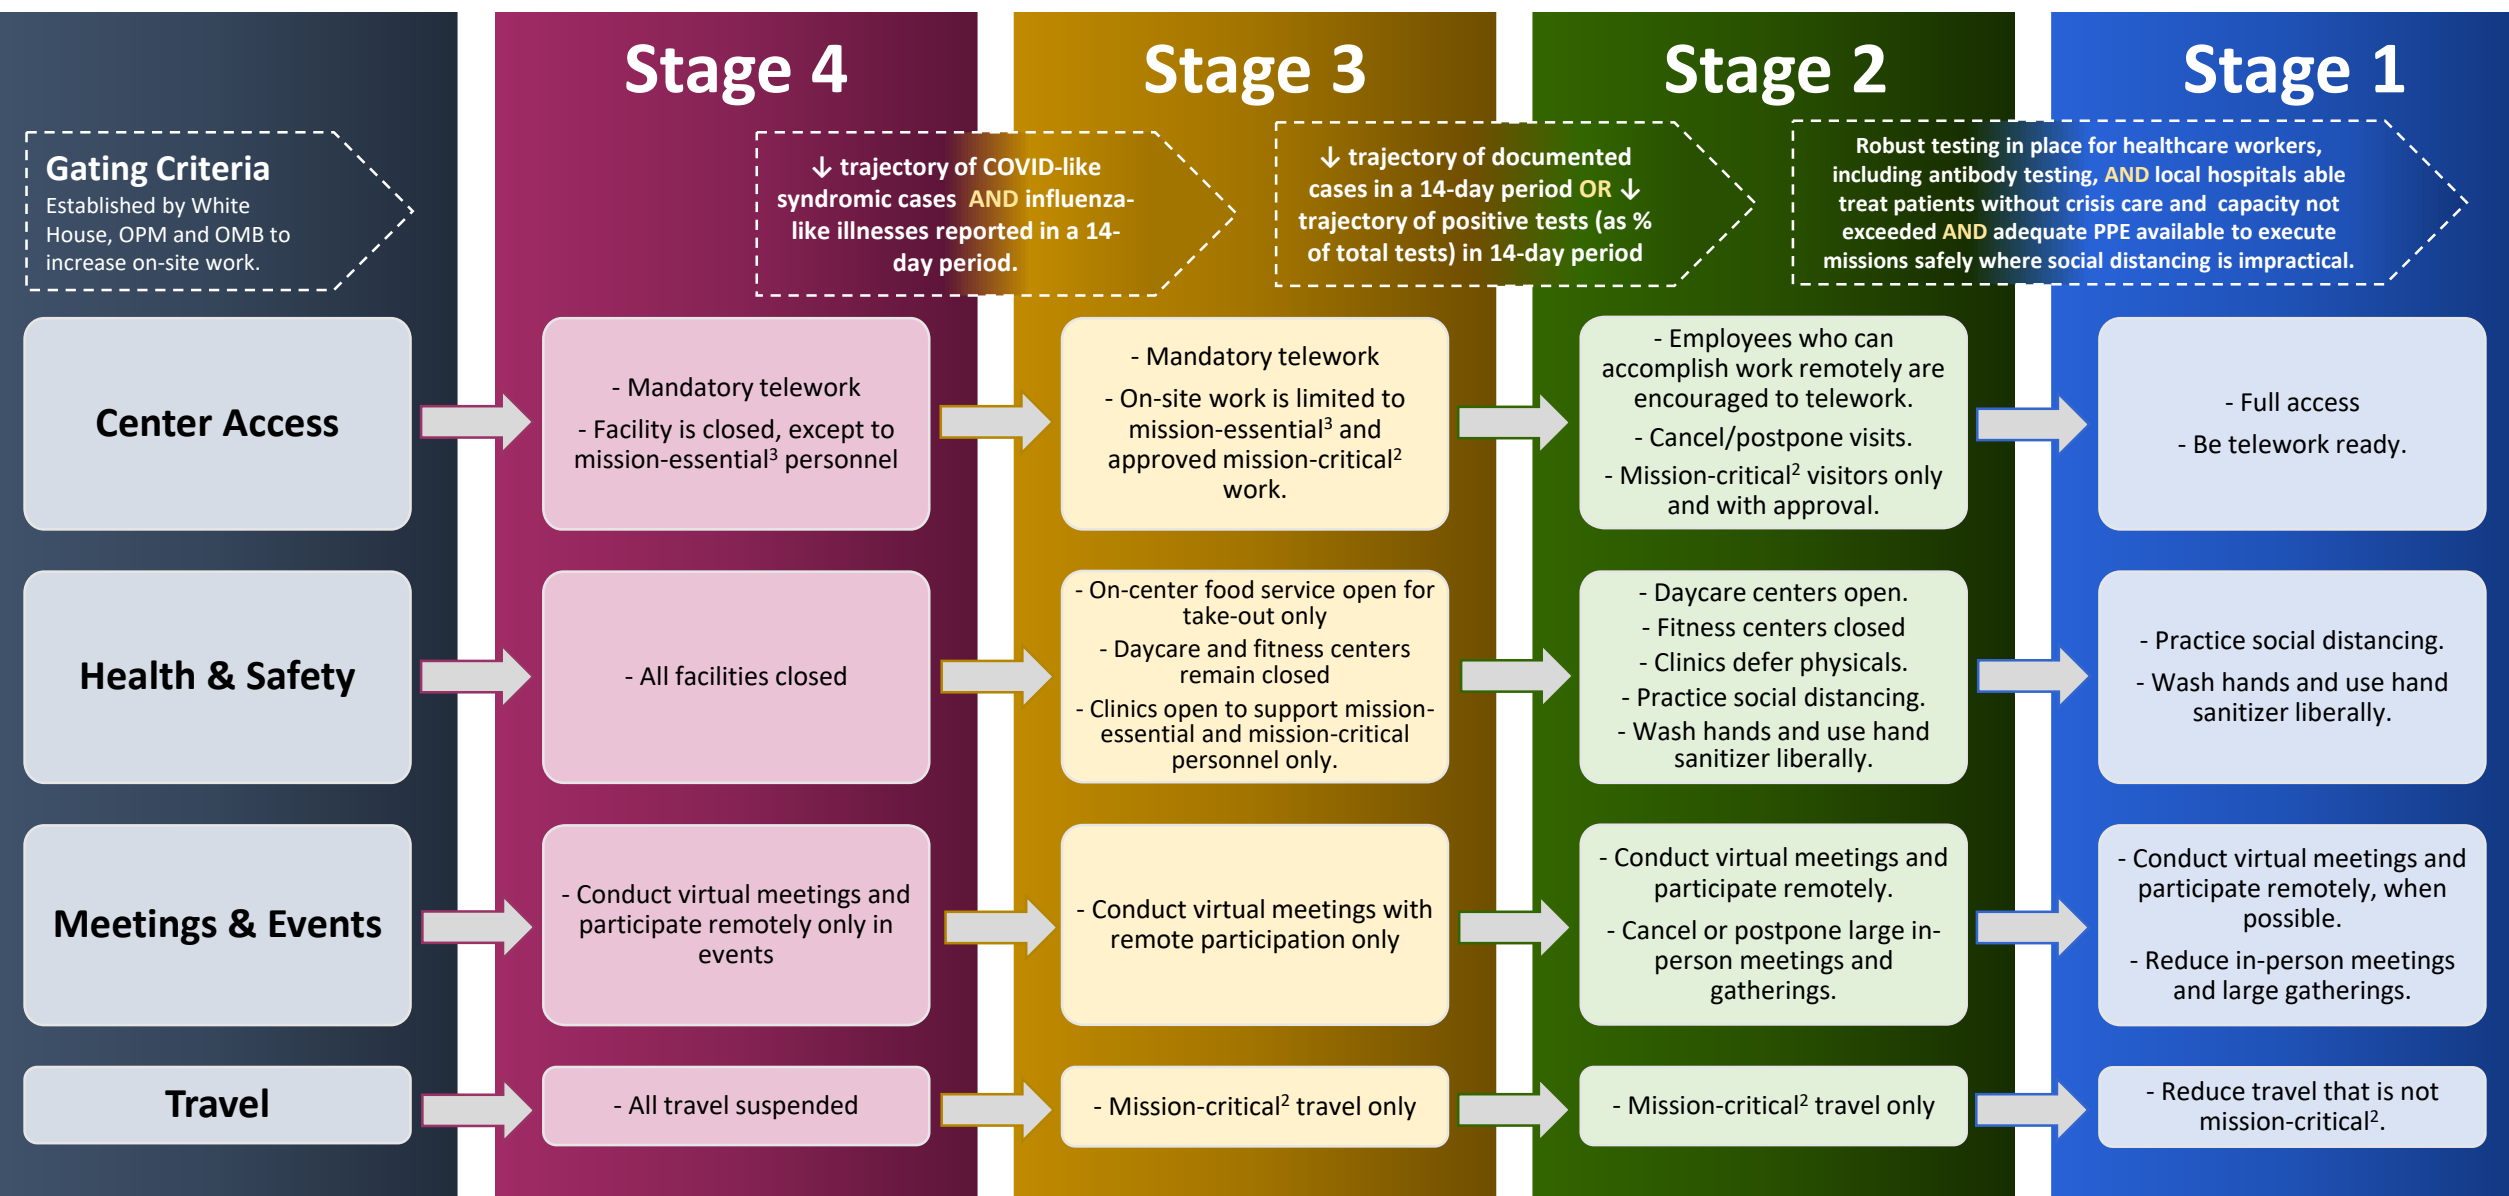 Stage 4
Stage 3
Stage 2
Stage 1
Gating Criteria
Established by White
House, OPM and OMB to
increase on-site work.
↓ trajectory of COVID-like
syndromic cases AND influenza-
like illnesses reported in a 14-
day period.
↓ trajectory of documented
cases in a 14-day period OR ↓
trajectory of positive tests (as %
of total tests) in 14-day period
Robust testing in place for healthcare workers,
including antibody testing, AND local hospitals able
treat patients without crisis care and capacity not
exceeded AND adequate PPE available to execute
missions safely where social distancing is impractical.
Center Access
- Mandatory telework
- Facility is closed, except to
mission-essential³ personnel
- Mandatory telework
- On-site work is limited to
mission-essential³ and
approved mission-critical²
work.
- Employees who can
accomplish work remotely are
encouraged to telework.
- Cancel/postpone visits.
- Mission-critical² visitors only
and with approval.
- Full access
- Be telework ready.
Health & Safety
- All facilities closed
- On-center food service open for
take-out only
- Daycare and fitness centers
remain closed
- Clinics open to support mission-
essential and mission-critical
personnel only.
- Daycare centers open.
- Fitness centers closed
- Clinics defer physicals.
- Practice social distancing.
- Wash hands and use hand
sanitizer liberally.
- Practice social distancing.
- Wash hands and use hand
sanitizer liberally.
Meetings & Events
- Conduct virtual meetings and
participate remotely only in
events
- Conduct virtual meetings with
remote participation only
- Conduct virtual meetings and
participate remotely.
- Cancel or postpone large in-
person meetings and
gatherings.
- Conduct virtual meetings and
participate remotely, when
possible.
- Reduce in-person meetings
and large gatherings.
Travel
- All travel suspended
- Mission-critical² travel only
- Mission-critical² travel only
- Reduce travel that is not
mission-critical².